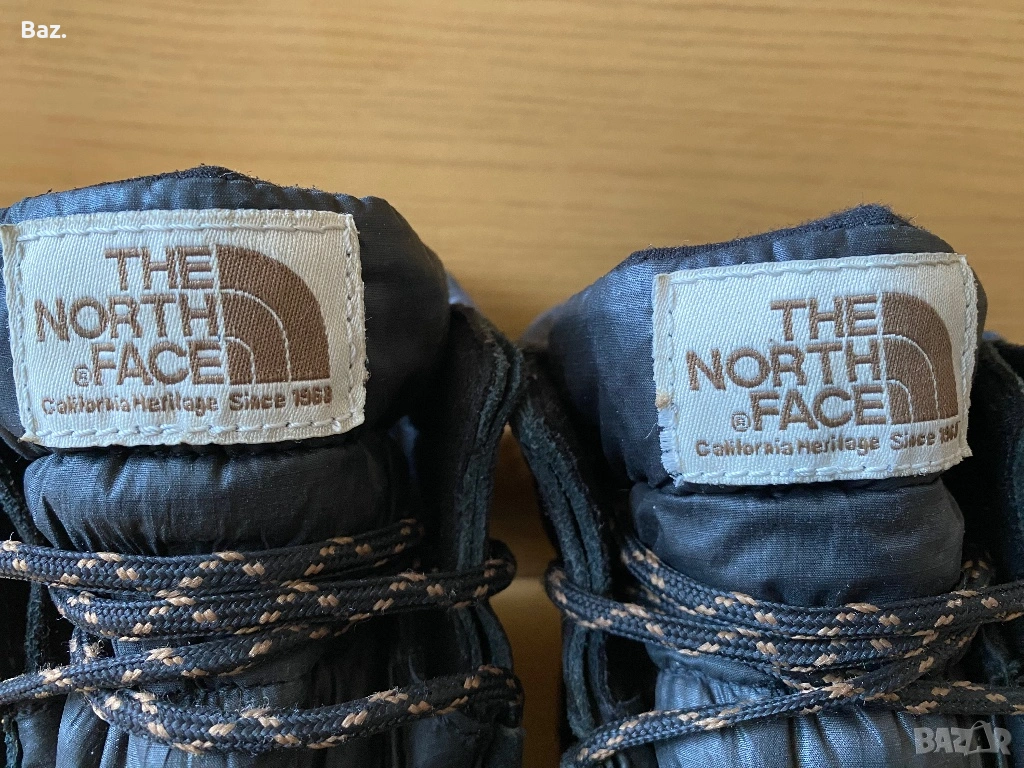 Baz.
THE
NORTH
® FACE
California Heritage Since 1968
THE
NORTH
® FACE
California Heritage Since
BAZAR